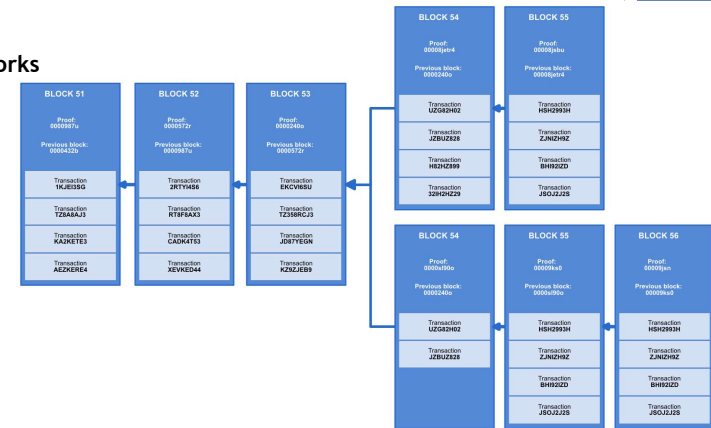 orks
BLOCK 54
Proof:
00008jetr4
Previous block:
0000240o
Transaction
UZG82H02
Transaction
JZBUZ828
Transaction
H82HZ899
Transaction
32IH2HZ29
BLOCK 55
Proof:
00008jsbu
Previous block:
00008jetr4
Transaction
HSH2993H
Transaction
ZJNIZH9Z
Transaction
BHI92IZD
Transaction
JSOJ2J2S
BLOCK 51
Proof:
0000987u
Previous block:
0000432b
Transaction
1KJEI3SG
Transaction
TZ8A8AJ3
Transaction
KA2KETE3
Transaction
AEZKERE4
BLOCK 52
Proof:
0000572r
Previous block:
0000987u
Transaction
2RTYI4S6
Transaction
RT8F8AX3
Transaction
CADK4T53
Transaction
XEVKED44
BLOCK 53
Proof:
0000240o
Previous block:
0000572r
Transaction
EKCVI6SU
Transaction
TZ358RCJ3
Transaction
JD87YEGN
Transaction
KZ9ZJEB9
BLOCK 54
Proof:
0000sl90o
Previous block:
0000240o
Transaction
UZG82H02
Transaction
JZBUZ828
BLOCK 55
Proof:
00009ks0
Previous block:
0000sl90o
Transaction
HSH2993H
Transaction
ZJNIZH9Z
Transaction
BHI92IZD
Transaction
JSOJ2J2S
BLOCK 56
Proof:
00009jsn
Previous block:
00009ks0
Transaction
HSH2993H
Transaction
ZJNIZH9Z
Transaction
BHI92IZD
Transaction
JSOJ2J2S